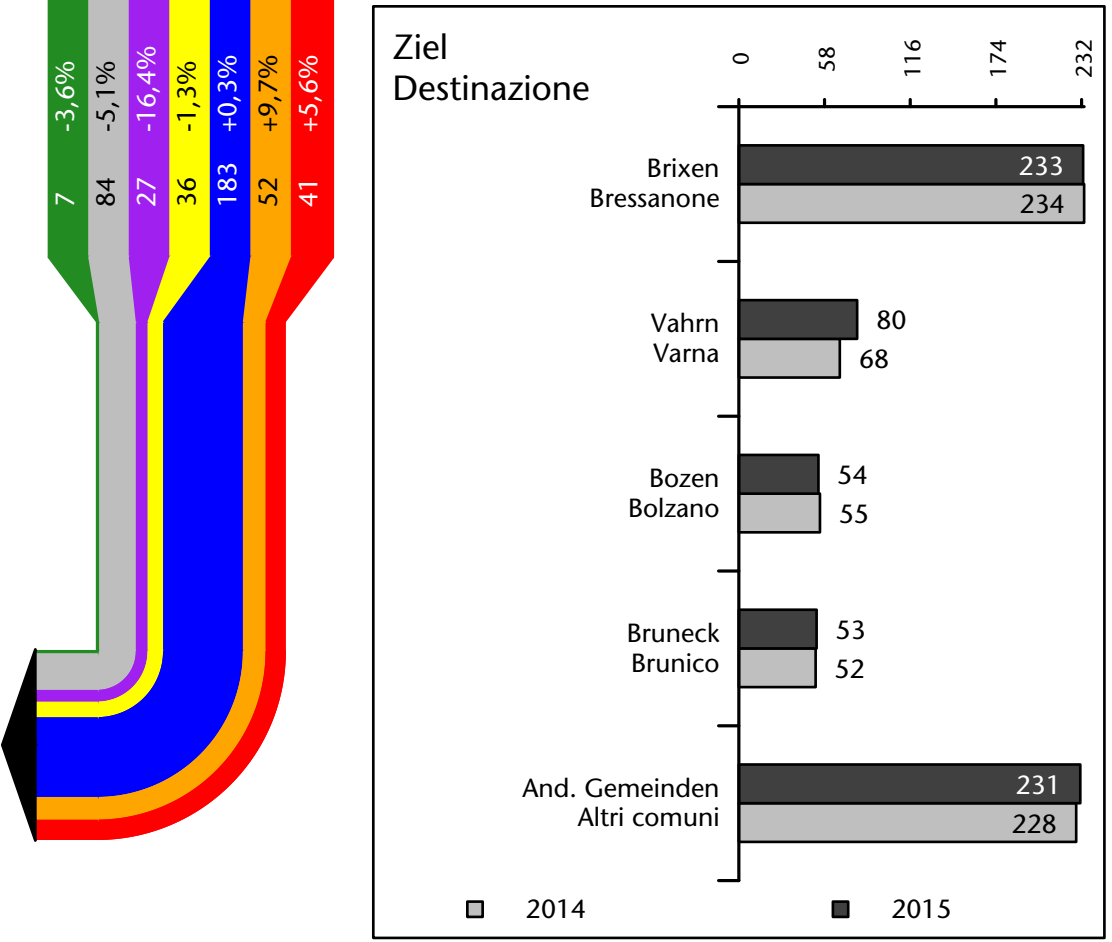 7 -3,6%
84 -5,1%
27 -16,4%
36 -1,3%
183 +0,3%
52 +9,7%
41 +5,6%
Ziel
Destinazione
0
58
116
174
232
Brixen
Bressanone
233
234
Vahrn
Varna
80
68
Bozen
Bolzano
54
55
Bruneck
Brunico
53
52
And. Gemeinden
Altri comuni
231
228
2014
2015